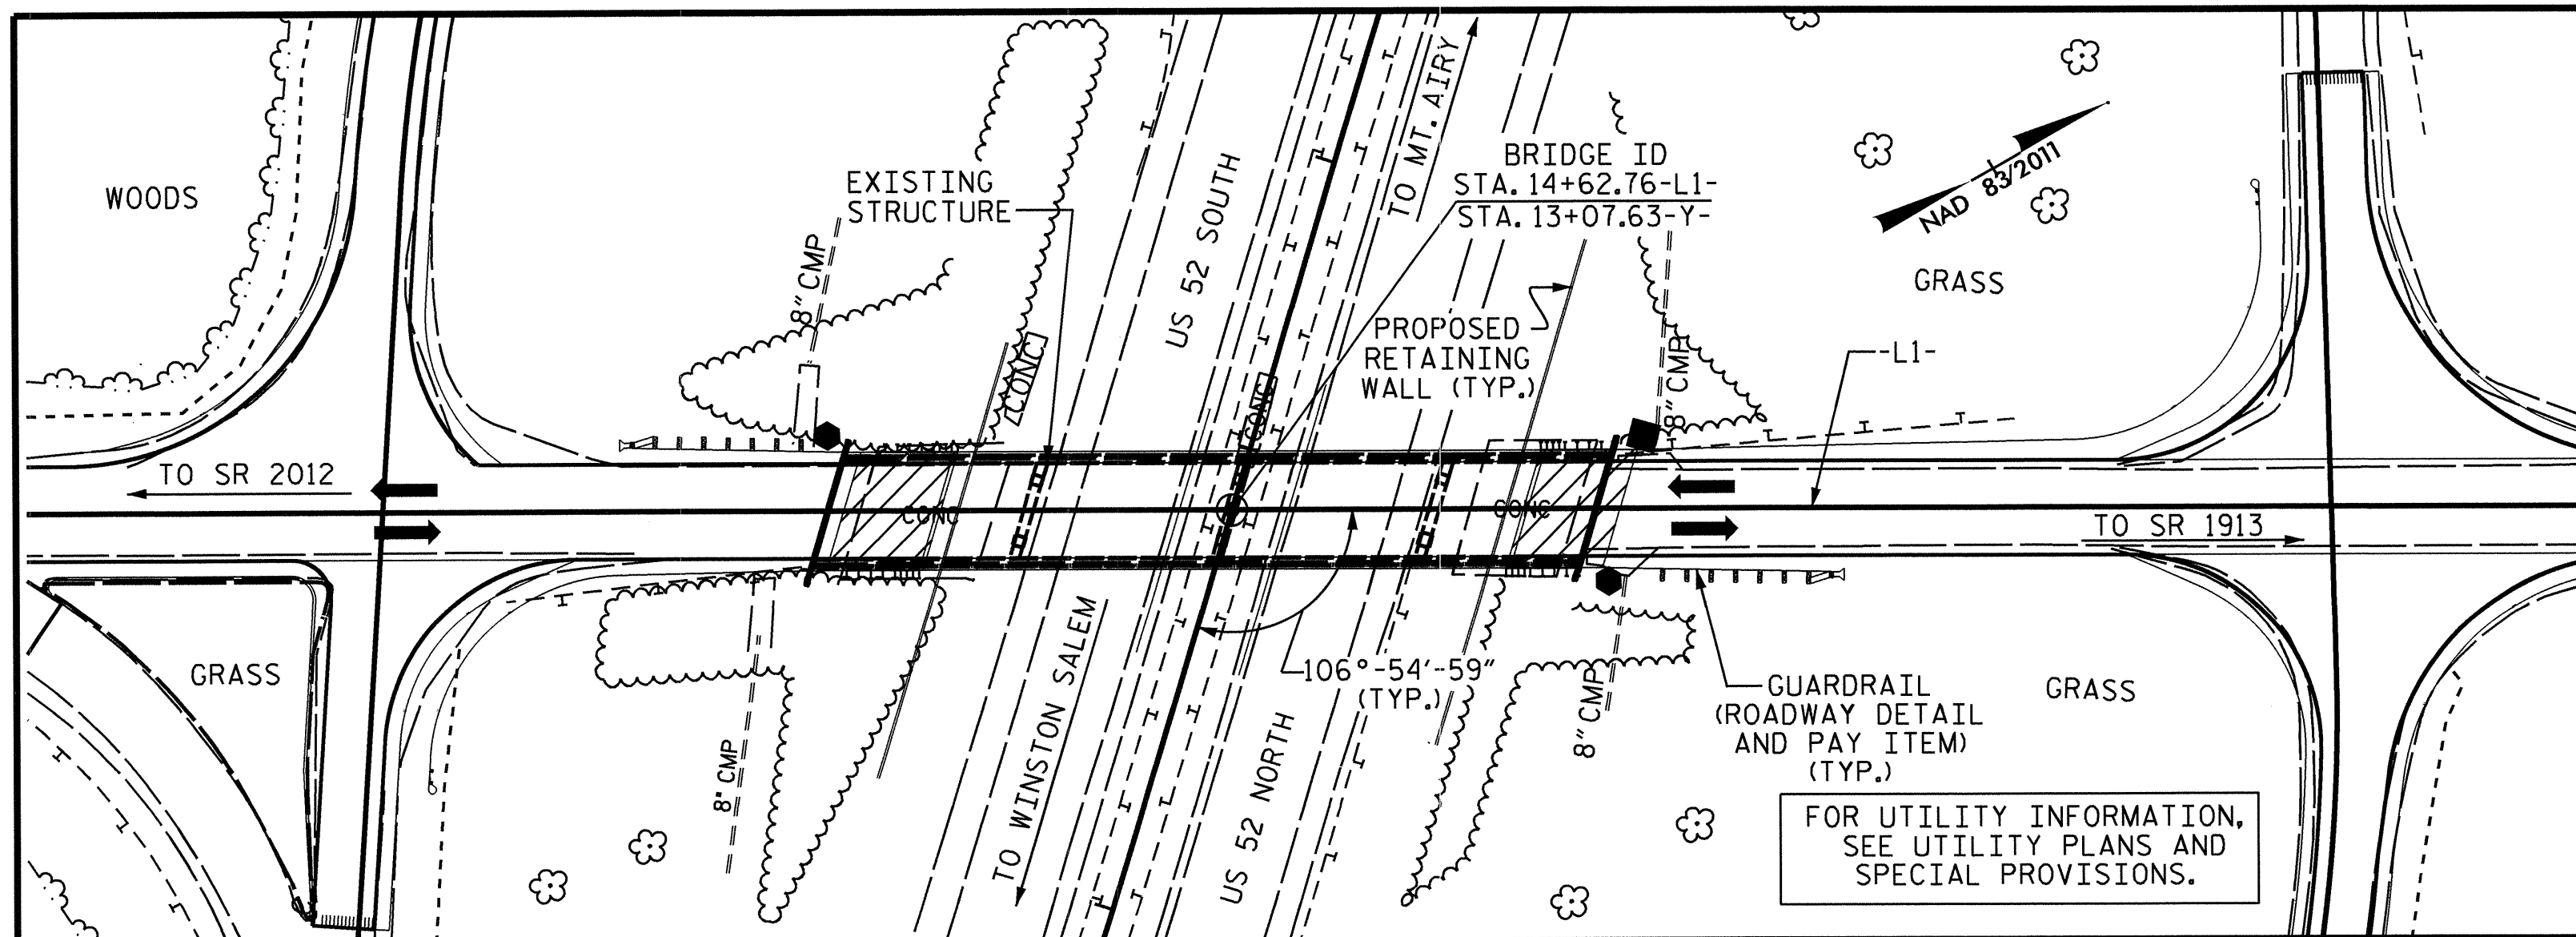 WOODS
EXISTING
STRUCTURE
8" CMP
US 52 SOUTH
TO MT. AIRY
BRIDGE ID
STA. 14+62.76-L1-
STA. 13+07.63-Y-
NAD 83/2011
GRASS
PROPOSED
RETAINING
WALL (TYP.)
8" CMP
-L1-
CONC
CONC
TO SR 2012
CONC
CONC
TO SR 1913
GRASS
8" CMP
TO WINSTON SALEM
US 52 NORTH
106°-54'-59"
(TYP.)
8" CMP
GUARDRAIL
(ROADWAY DETAIL
AND PAY ITEM)
(TYP.)
GRASS
FOR UTILITY INFORMATION,
SEE UTILITY PLANS AND
SPECIAL PROVISIONS.